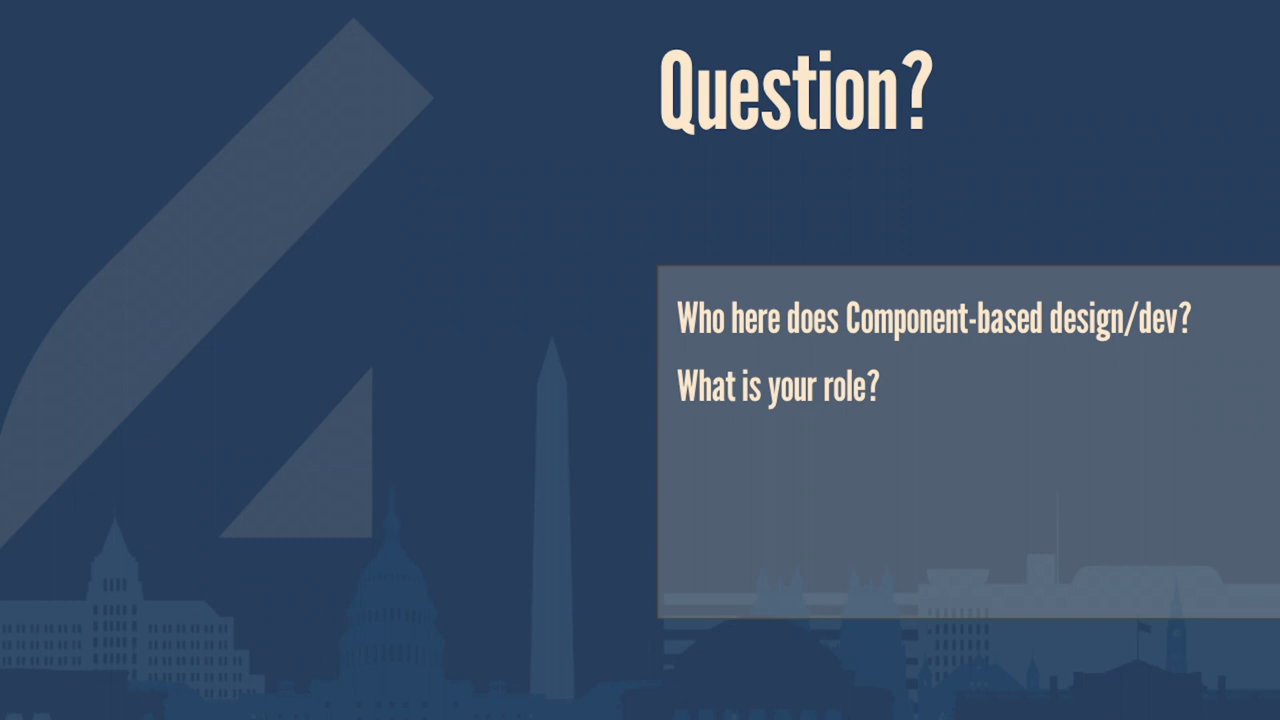 Question?
Who here does Component-based design/dev?
What is your role?